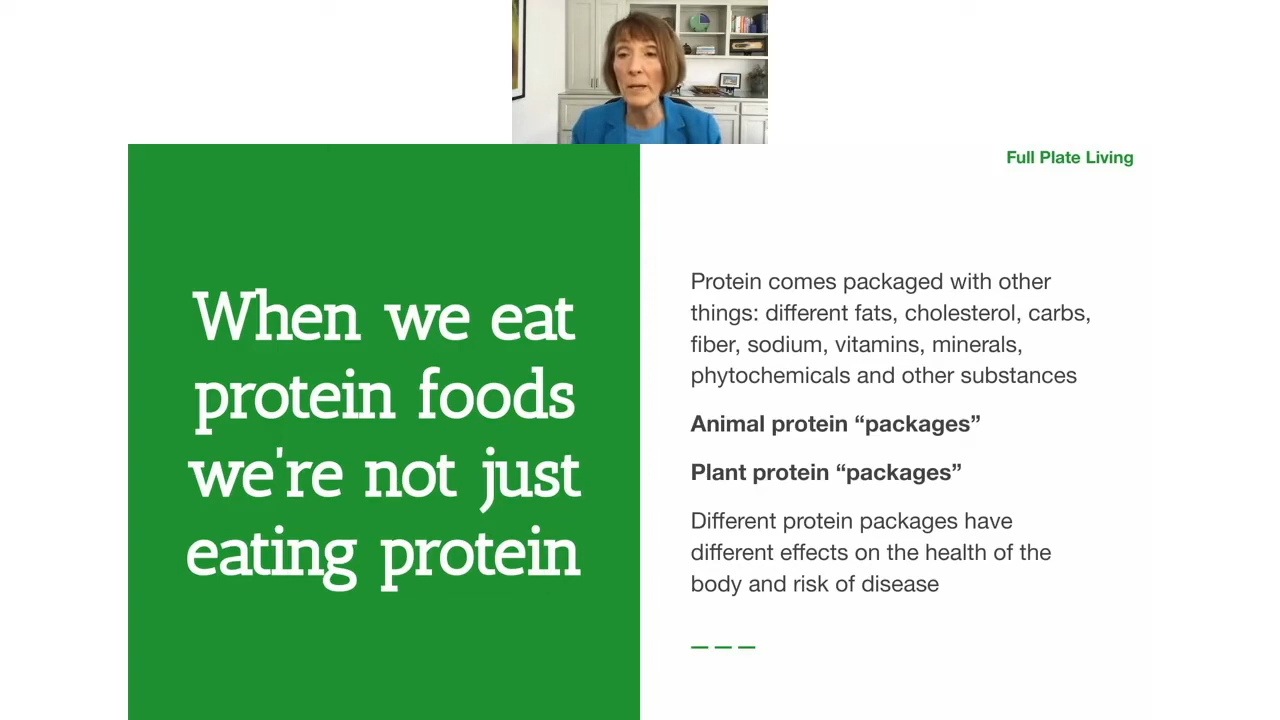 Full Plate Living
When we eat
protein foods
we're not just
eating protein
Protein comes packaged with other
things: different fats, cholesterol, carbs,
fiber, sodium, vitamins, minerals,
phytochemicals and other substances
Animal protein “packages”
Plant protein “packages”
Different protein packages have
different effects on the health of the
body and risk of disease